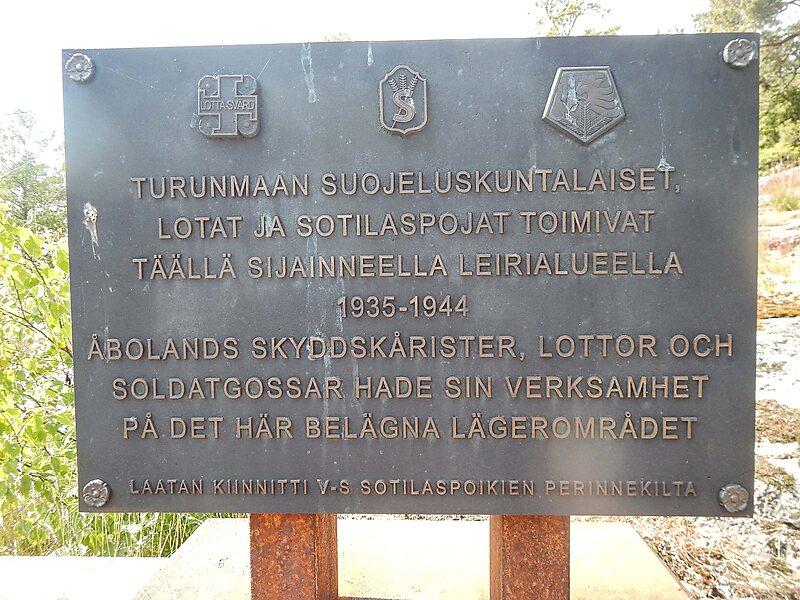 LOTTA-SVÄRD
S
TURUNMAAN SUOJELUSKUNTALAISET,
LOTAT JA SOTILASPOJAT TOIMIVAT
TÄÄLLÄ SIJAINNEELLA LEIRIALUEELLA
1935-1944
ÅBOLANDS SKYDDSKÅRISTER, LOTTOR OCH
SOLDATGOSSAR HADE SIN VERKSAMHET
PÅ DET HÄR BELÄGNA LÄGEROMRÅDET
LAATAN KIINNITTI V-S SOTILASPOIKIEN PERINNEKILTA